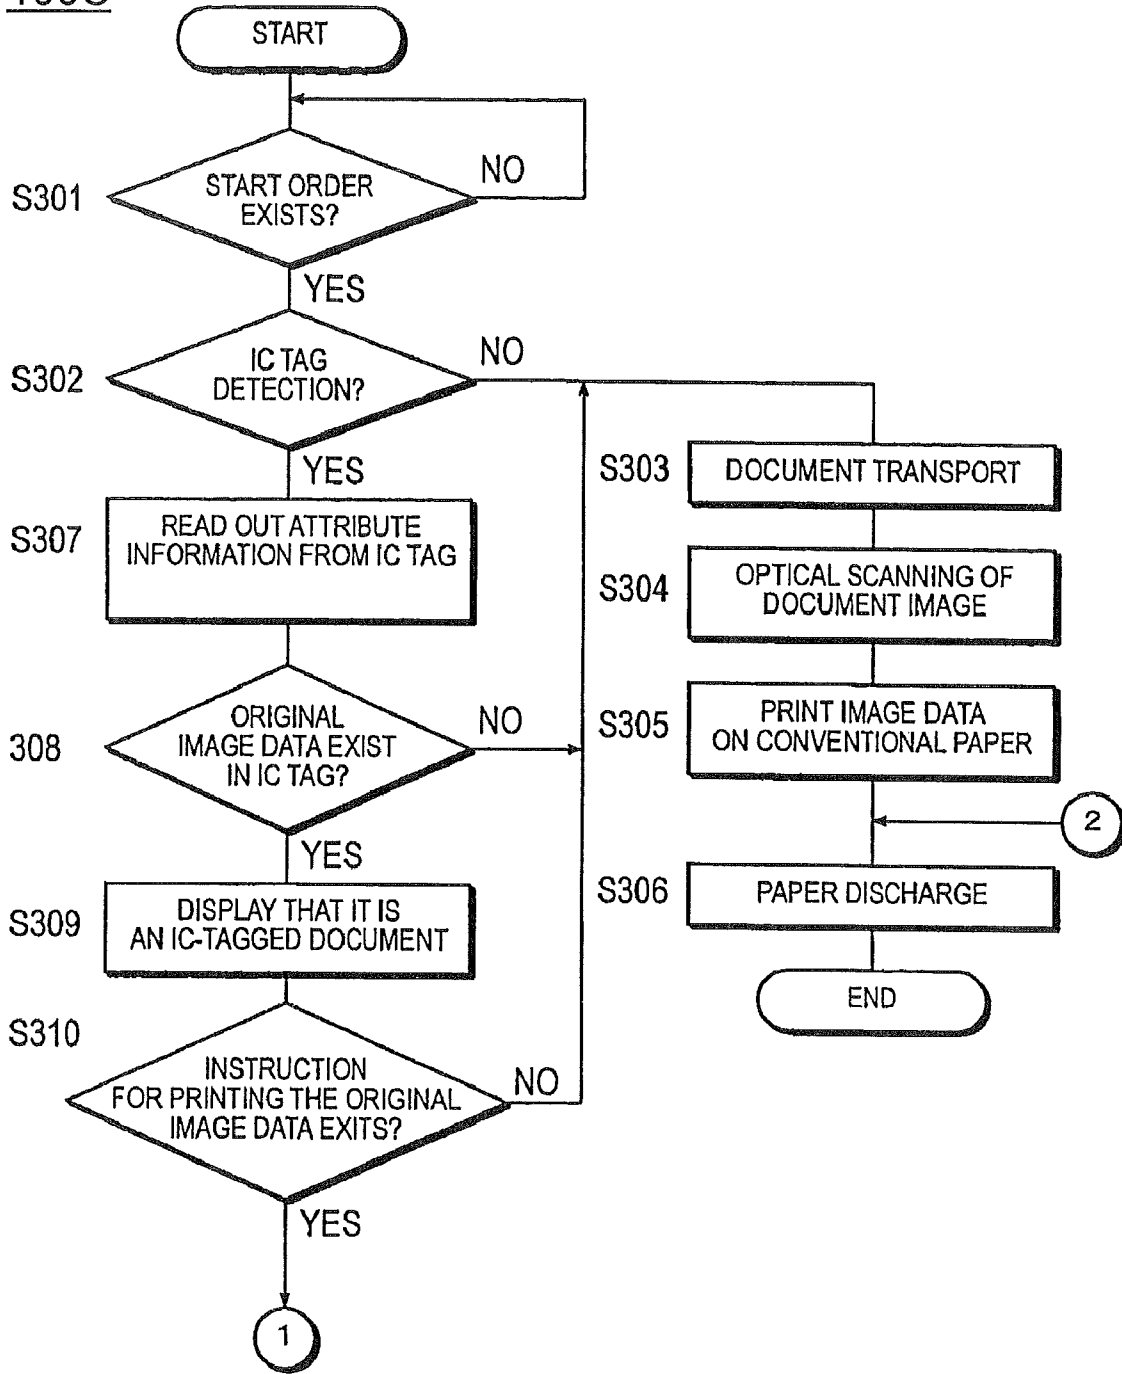 START
S301
START ORDER
EXISTS?
NO
YES
S302
IC TAG
DETECTION?
NO
YES
S307
READ OUT ATTRIBUTE
INFORMATION FROM IC TAG
308
ORIGINAL
IMAGE DATA EXIST
IN IC TAG?
NO
YES
S309
DISPLAY THAT IT IS
AN IC-TAGGED DOCUMENT
S310
INSTRUCTION
FOR PRINTING THE ORIGINAL
IMAGE DATA EXITS?
NO
YES
1
S303
DOCUMENT TRANSPORT
S304
OPTICAL SCANNING OF
DOCUMENT IMAGE
S305
PRINT IMAGE DATA
ON CONVENTIONAL PAPER
2
S306
PAPER DISCHARGE
END